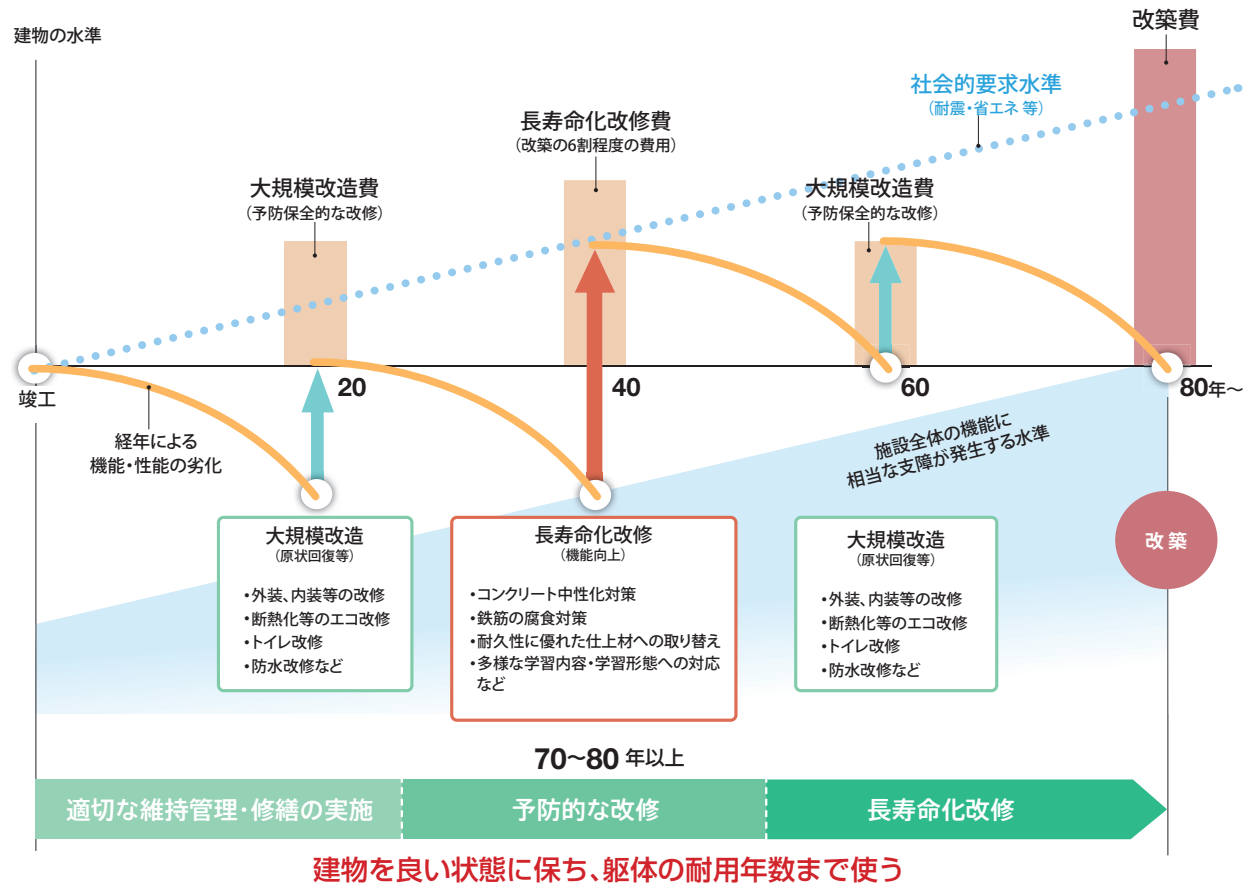 改築費
建物の水準
社会的要求水準
（耐震・省エネ 等）
長寿命化改修費
（改築の6割程度の費用）
大規模改造費
（予防保全的な改修）
大規模改造費
（予防保全的な改修）
竣工
20
40
60
80年～
経年による
機能・性能の劣化
施設全体の機能に
相当な支障が発生する水準
大規模改造
（原状回復等）
・外装、内装等の改修
・断熱化等のエコ改修
・トイレ改修
・防水改修など
長寿命化改修
（機能向上）
・コンクリート中性化対策
・鉄筋の腐食対策
・耐久性に優れた仕上材への取り替え
・多様な学習内容・学習形態への対応
など
大規模改造
（原状回復等）
・外装、内装等の改修
・断熱化等のエコ改修
・トイレ改修
・防水改修など
改築
70～80 年以上
適切な維持管理・修繕の実施
予防的な改修
長寿命化改修
建物を良い状態に保ち、躯体の耐用年数まで使う